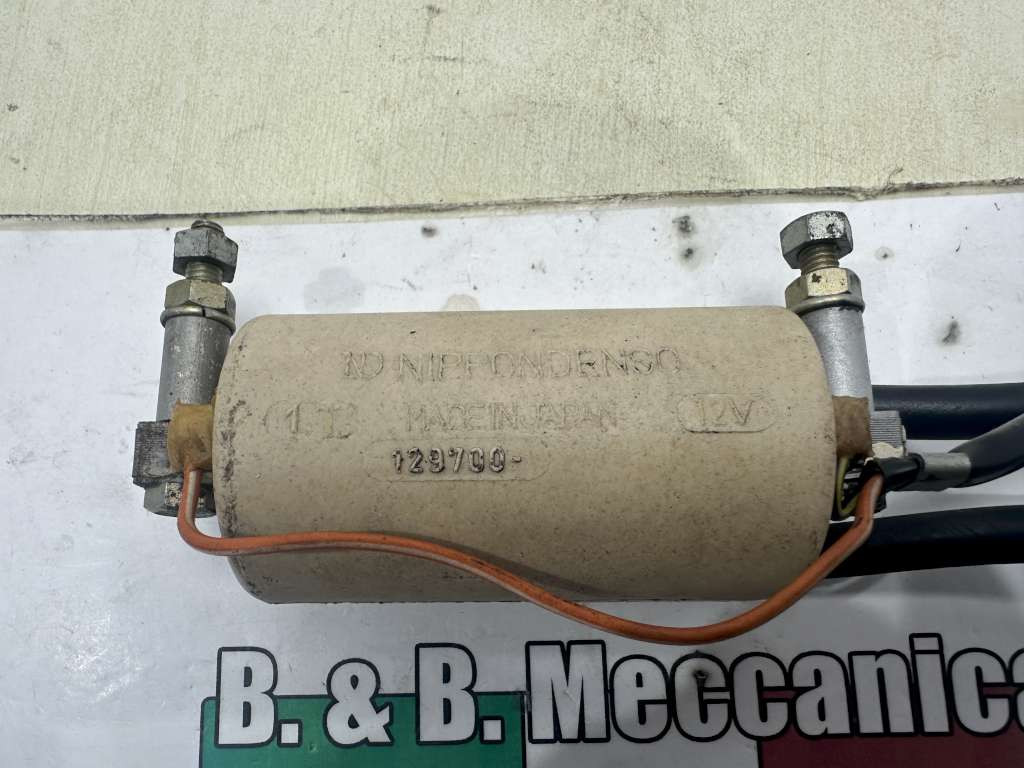 ND NIPPONDENSO
MADE IN JAPAN
12V
129700-
B. & B. Meccanica